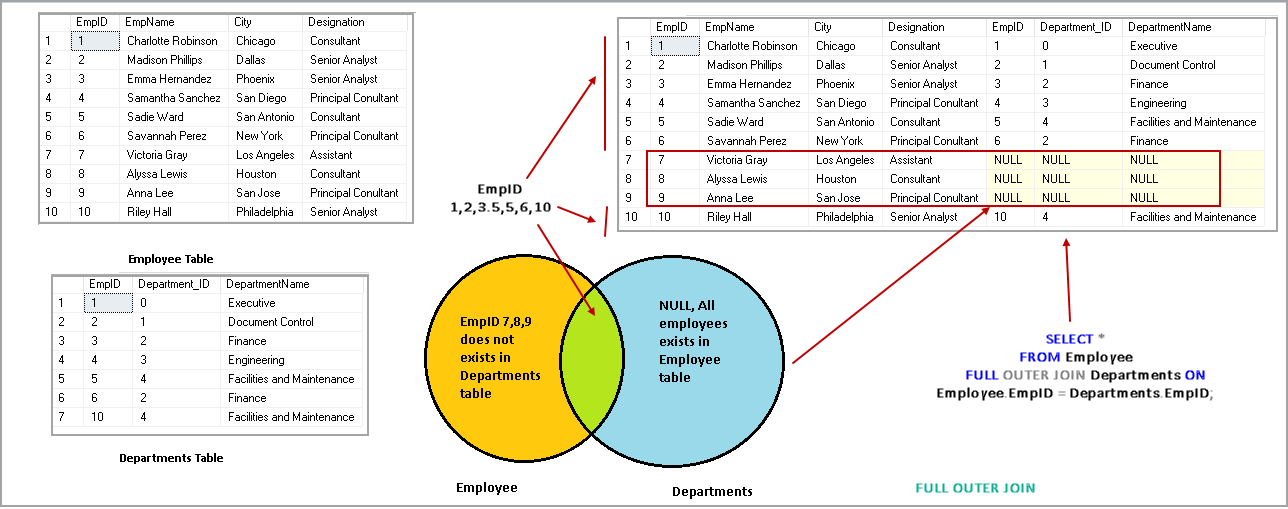 EmpID EmpName City Designation
1 1 Charlotte Robinson Chicago Consultant
2 2 Madison Phillips Dallas Senior Analyst
3 3 Emma Hernandez Phoenix Senior Analyst
4 4 Samantha Sanchez San Diego Principal Conultant
5 5 Sadie Ward San Antonio Consultant
6 6 Savannah Perez New York Principal Conultant
7 7 Victoria Gray Los Angeles Assistant
8 8 Alyssa Lewis Houston Consultant
9 9 Anna Lee San Jose Principal Conultant
10 10 Riley Hall Philadelphia Senior Analyst
Employee Table
EmpID Department_ID DepartmentName
1 1 0 Executive
2 2 1 Document Control
3 3 2 Finance
4 4 3 Engineering
5 5 4 Facilities and Maintenance
6 6 2 Finance
7 10 4 Facilities and Maintenance
Departments Table
EmpID EmpName City Designation EmpID Department_ID DepartmentName
1 1 Charlotte Robinson Chicago Consultant 1 0 Executive
2 2 Madison Phillips Dallas Senior Analyst 2 1 Document Control
3 3 Emma Hernandez Phoenix Senior Analyst 3 2 Finance
4 4 Samantha Sanchez San Diego Principal Conultant 4 3 Engineering
5 5 Sadie Ward San Antonio Consultant 5 4 Facilities and Maintenance
6 6 Savannah Perez New York Principal Conultant 6 2 Finance
7 7 Victoria Gray Los Angeles Assistant NULL NULL NULL
8 8 Alyssa Lewis Houston Consultant NULL NULL NULL
9 9 Anna Lee San Jose Principal Conultant NULL NULL NULL
10 10 Riley Hall Philadelphia Senior Analyst 10 4 Facilities and Maintenance
EmpID
1,2,3.5,5,6,10
EmpID 7,8,9
does not
exists in
Departments
table
NULL, All
employees
exists in
Employee
table
Employee
Departments
SELECT *
FROM Employee
FULL OUTER JOIN Departments ON
Employee.EmpID = Departments.EmpID;
FULL OUTER JOIN